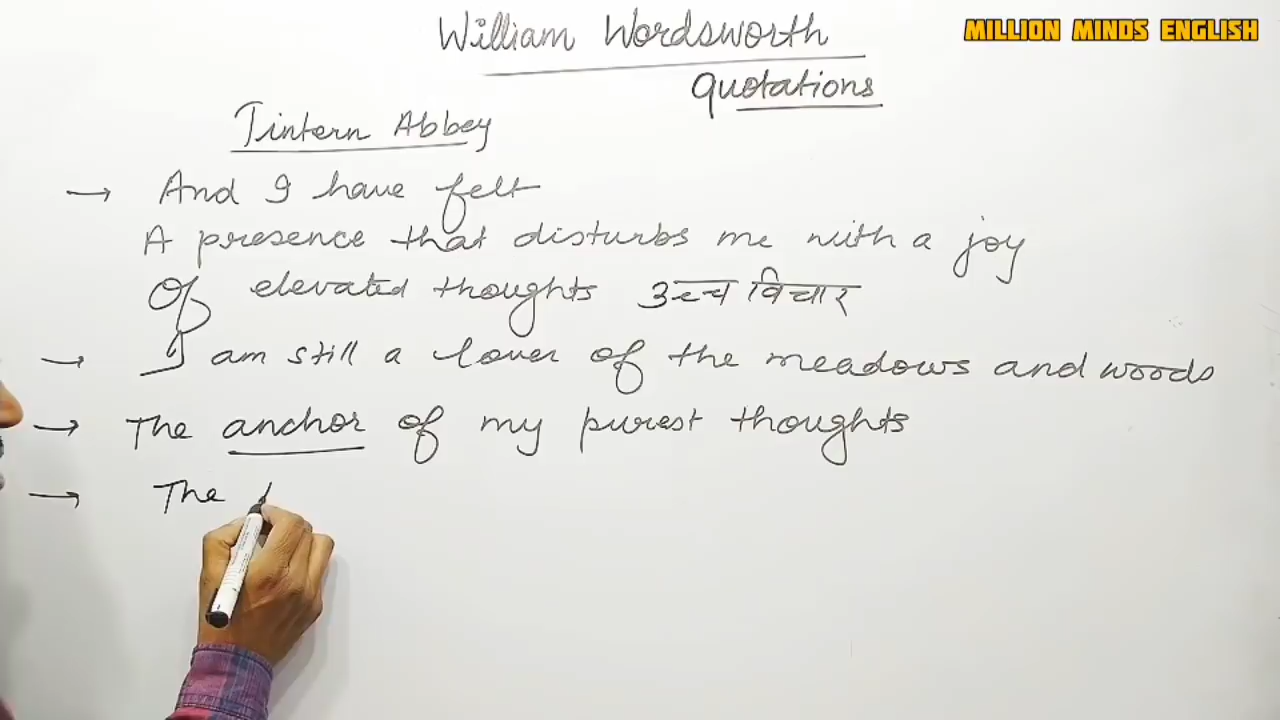 William Wordsworth
MILLION MINDS ENGLISH
Quotations
Tintern Abbey
→ And I have felt
A presence that disturbs me with a joy
Of elevated thoughts उच्च विचार
→ I am still a lover of the meadows and woods
→ The anchor of my purest thoughts
→ The